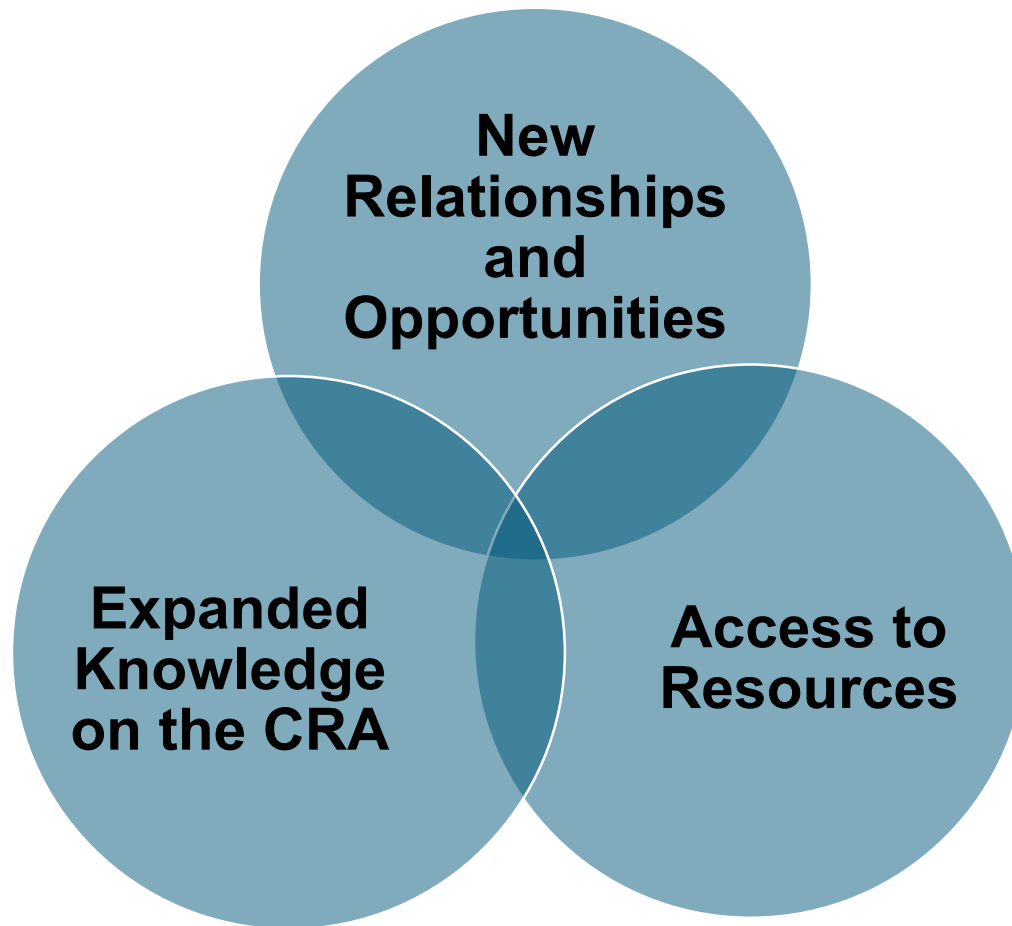 New
Relationships
and
Opportunities
Expanded
Knowledge
on the CRA
Access to
Resources